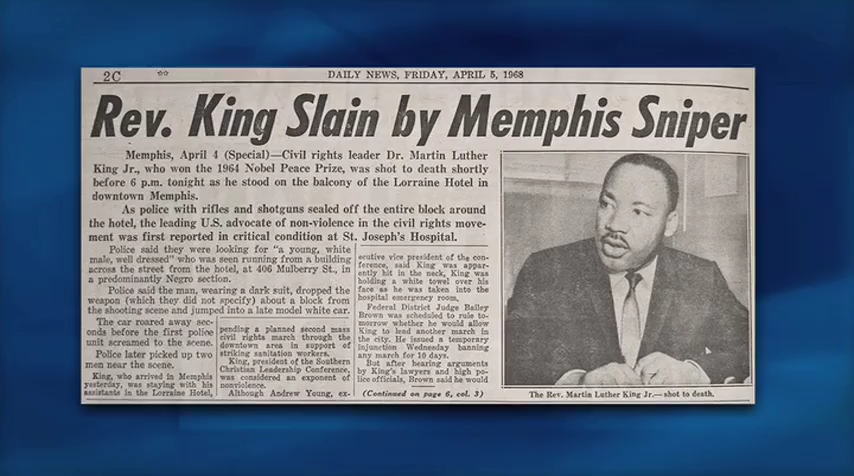 2C
☆☆
DAILY NEWS, FRIDAY, APRIL 5, 1968
Rev. King Slain by Memphis Sniper
Memphis, April 4 (Special)—Civil rights leader Dr. Martin Luther
King Jr., who won the 1964 Nobel Peace Prize, was shot to death shortly
before 6 p.m. tonight as he stood on the balcony of the Lorraine Hotel in
downtown Memphis.
As police with rifles and shotguns sealed off the entire block around
the hotel, the leading U.S. advocate of non-violence in the civil rights move-
ment was first reported in critical condition at St. Joseph's Hospital.
Police said they were looking for "a young, white
male, well dressed" who was seen running from a building
across the street from the hotel, at 406 Mulberry St., in
a predominantly Negro section.
Police said the man, wearing a dark suit, dropped the
weapon (which they did not specify) about a block from
the shooting scene and jumped into a late model white car.
The car roared away sec-
onds before the first police
unit screamed to the scene.
Police later picked up two
men near the scene.
King, who arrived in Memphis
yesterday, was staying with his
assistants in the Lorraine Hotel,
pending a planned second mass
civil rights march through the
downtown area in support of
striking sanitation workers.
King, president of the Southern
Christian Leadership Conference,
was considered an exponent of
nonviolence.
Although Andrew Young, ex-
ecutive vice president of the con-
ference, said King was appar-
ently hit in the neck, King was
holding a white towel over his
face as he was taken into the
hospital emergency room.
Federal District Judge Bailey
Brown was scheduled to rule to-
morrow whether he would allow
King to lead another march in
the city. He issued a temporary
injunction Wednesday banning
any march for 10 days.
But after hearing arguments
by King's lawyers and high po-
lice officials, Brown said he would
(Continued on page 6, col. 3)
The Rev. Martin Luther King Jr.—shot to death.